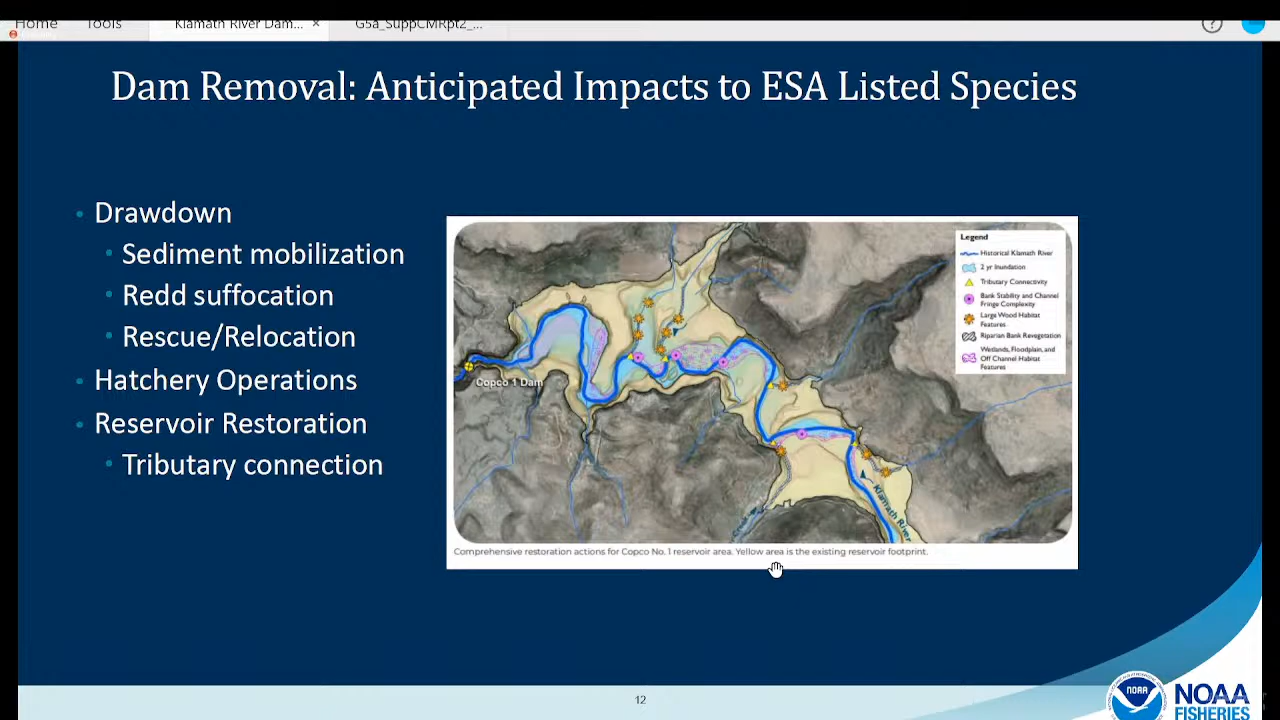 Home
Tools
Klamath River Dam...
×
G5a_SuppCMRpt2_...
?
Dam Removal: Anticipated Impacts to ESA Listed Species
• Drawdown
• Sediment mobilization
• Redd suffocation
• Rescue/Relocation
• Hatchery Operations
• Reservoir Restoration
• Tributary connection
Legend
Historical Klamath River
2 yr Inundation
Tributary Connectivity
Bank Stability and Channel
Fringe Complexity
Large Wood Habitat
Features
Riparian Bank Revegetation
Wetlands, Floodplain, and
Off Channel Habitat
Features
Copco 1 Dam
Klamath River
Comprehensive restoration actions for Copco No. 1 reservoir area. Yellow area is the existing reservoir footprint.
12
NOAA
NOAA
FISHERIES